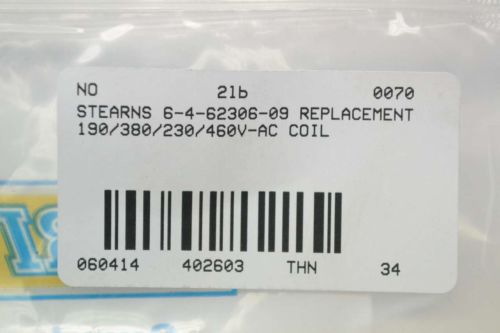 NO 21b 0070
STEARNS 6-4-62306-09 REPLACEMENT
190/380/230/460V-AC COIL
060414 402603 THN 34
BI